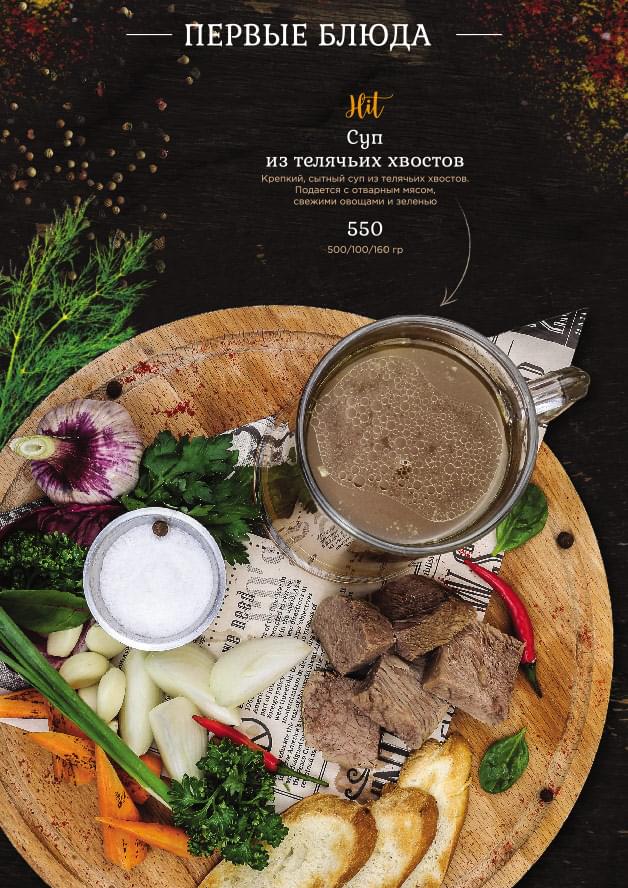 ПЕРВЫЕ БЛЮДА
Hit
Суп
из телячьих хвостов
Крепкий, сытный суп из телячьих хвостов.
Подается с отварным мясом,
свежими овощами и зеленью
550
500/100/160 гр